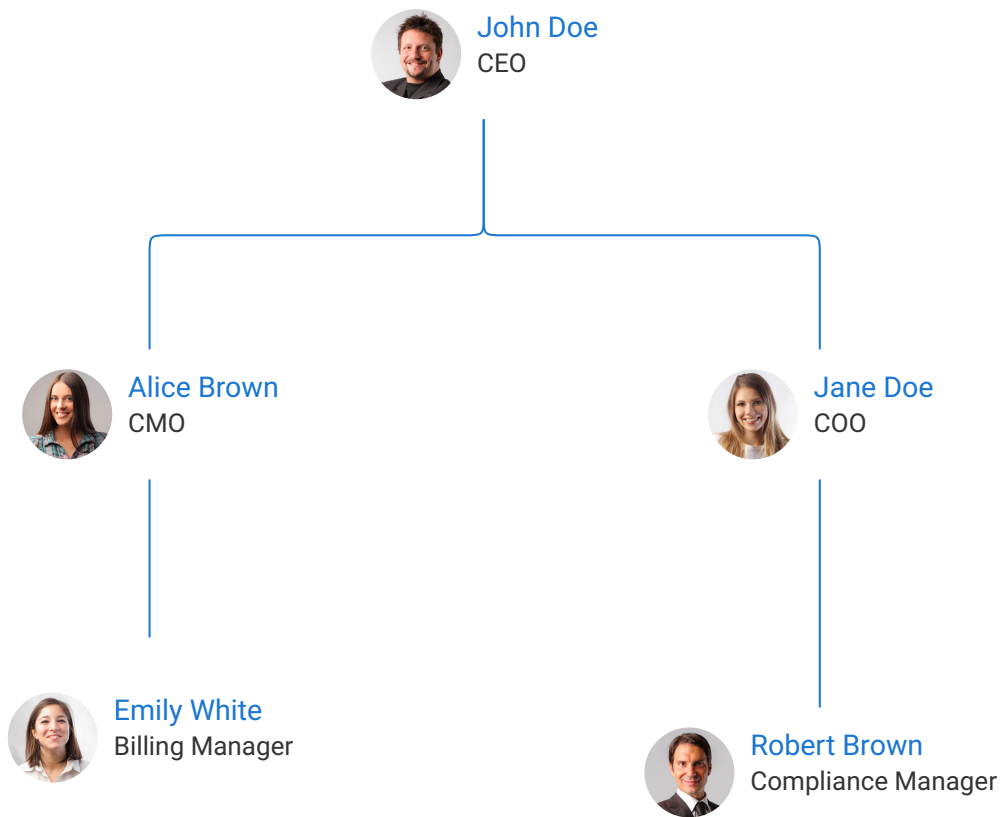 John Doe
CEO
Alice Brown
CMO
Jane Doe
COO
Emily White
Billing Manager
Robert Brown
Compliance Manager